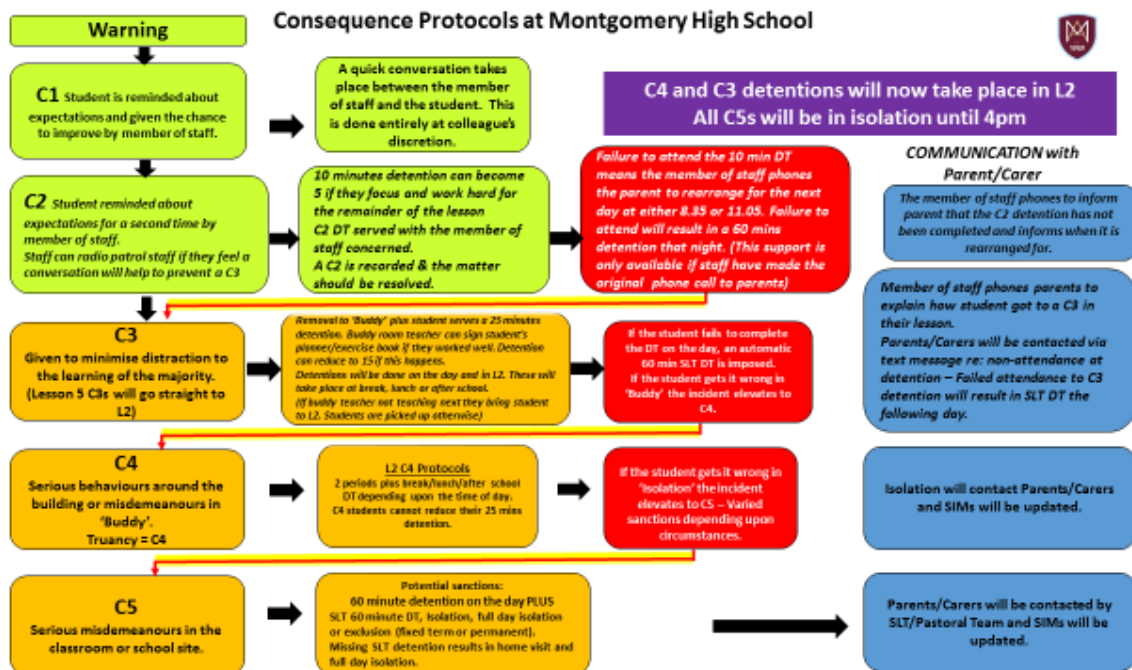 Consequence Protocols at Montgomery High School
Warning
C1 Student is reminded about
expectations and given the chance
to improve by member of staff.
A quick conversation takes
place between the member
of staff and the student. This
is done entirely at colleague's
discretion.
C4 and C3 detentions will now take place in L2
All C5s will be in isolation until 4pm
C2 Student reminded about
expectations for a second time by
member of staff.
Staff can radio patrol staff if they feel a
conversation will help to prevent a C3
10 minutes detention can become
5 if they focus and work hard for
the remainder of the lesson
C2 DT served with the member of
staff concerned.
A C2 is recorded & the matter
should be resolved.
Failure to attend the 10 min DT
means the member of staff phones
the parent to rearrange for the next
day at either 8.35 or 11.05. Failure to
attend will result in a 60 mins
detention that night. (This support is
only available if staff have made the
original phone call to parents)
COMMUNICATION with
Parent/Carer
The member of staff phones to inform
parent that the C2 detention has not
been completed and informs when it is
rearranged for.
C3
Given to minimise distraction to
the learning of the majority.
(Lesson 5 C3s will go straight to
L2)
Removal to 'Buddy' plus student serves a 25 minutes
detention. Buddy room teacher can sign student's
planner/exercise book if they worked well. Detention
can reduce to 15 if this happens.
Detentions will be done on the day and in L2. These will
take place at break, lunch or after school.
(If buddy teacher not teaching next they bring student
to L2. Students are picked up otherwise)
If the student fails to complete
the DT on the day, an automatic
60 min SLT DT is imposed.
If the student gets it wrong in
'Buddy' the incident elevates to
C4.
Member of staff phones parents to
explain how student got to a C3 in
their lesson.
Parents/Carers will be contacted via
text message re: non-attendance at
detention – Failed attendance to C3
detention will result in SLT DT the
following day.
C4
Serious behaviours around the
building or misdemeanours in
'Buddy'.
Truancy = C4
L2 C4 Protocols
2 periods plus break/lunch/after school
DT depending upon the time of day.
C4 students cannot reduce their 25 mins
detention.
If the student gets it wrong in
'Isolation' the incident
elevates to C5 – Varied
sanctions depending upon
circumstances.
Isolation will contact Parents/Carers
and SIMs will be updated.
C5
Serious misdemeanours in the
classroom or school site.
Potential sanctions:
60 minute detention on the day PLUS
SLT 60 minute DT, Isolation, full day isolation
or exclusion (fixed term or permanent).
Missing SLT detention results in home visit and
full day isolation.
Parents/Carers will be contacted by
SLT/Pastoral Team and SIMs will be
updated.